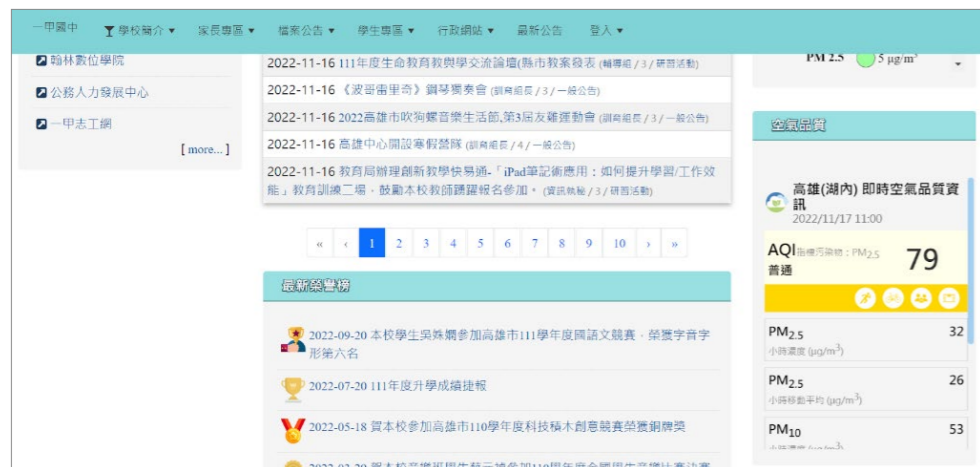 一甲國中 學校簡介▼ 家長專區▼ 檔案公告▼ 學生專區▼ 行政網站▼ 最新公告 登入▼
翰林數位學院
公務人力發展中心
一甲志工網
[ more... ]
2022-11-16 111年度生命教育教與學交流論壇(縣市教案發表 (輔導組 / 3 / 研習活動)
2022-11-16 《波哥雷里奇》鋼琴獨奏會 (訓育組長 / 3 / 一般公告)
2022-11-16 2022高雄市吹狗螺音樂生活節.第3屆友雞運動會 (訓育組長 / 3 / 一般公告)
2022-11-16 高雄中心開設寒假營隊 (訓育組長 / 4 / 一般公告)
2022-11-16 教育局辦理創新教學快易通-「iPad筆記術應用：如何提升學習/工作效
能」教育訓練二場，鼓勵本校教師踴躍報名參加。 (資訊執秘 / 3 / 研習活動)
« ‹ 1 2 3 4 5 6 7 8 9 10 › »
最新榮譽榜
2022-09-20 本校學生吳姝嫺參加高雄市111學年度國語文競賽，榮獲字音字
形第六名
2022-07-20 111年度升學成績捷報
2022-05-18 賀本校參加高雄市110學年度科技積木創意競賽榮獲銅牌獎
PM 2.5 5 μg/m³
空氣品質
高雄(湖內) 即時空氣品質資
訊
2022/11/17 11:00
AQI 指標污染物：PM2.5 79
普通
PM2.5 32
小時濃度 (μg/m³)
PM2.5 26
小時移動平均 (μg/m³)
PM10 53